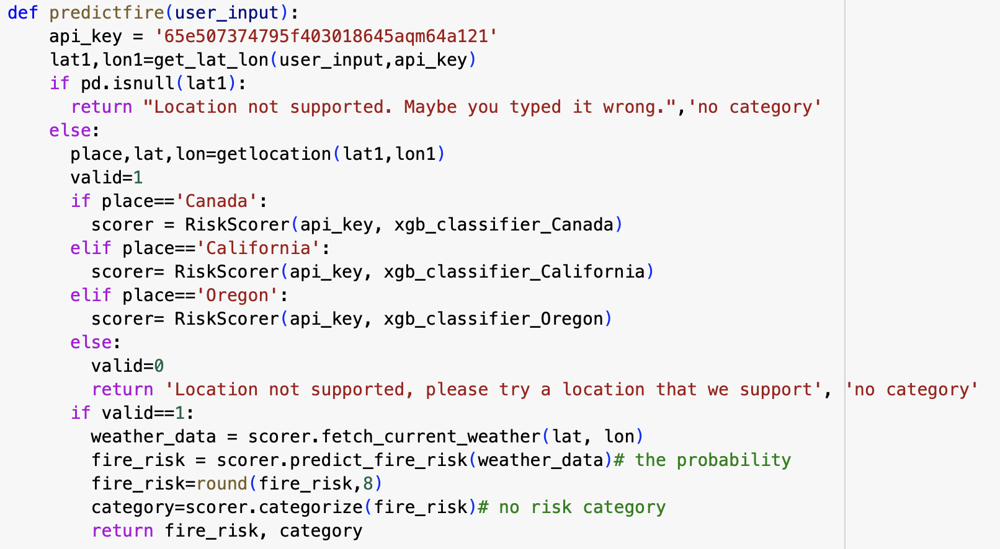 def predictfire(user_input):
    api_key = '65e507374795f403018645aqm64a121'
    lat1,lon1=get_lat_lon(user_input,api_key)
    if pd.isnull(lat1):
      return "Location not supported. Maybe you typed it wrong.",'no category'
    else:
      place,lat,lon=getlocation(lat1,lon1)
      valid=1
      if place=='Canada':
        scorer = RiskScorer(api_key, xgb_classifier_Canada)
      elif place=='California':
        scorer= RiskScorer(api_key, xgb_classifier_California)
      elif place=='Oregon':
        scorer= RiskScorer(api_key, xgb_classifier_Oregon)
      else:
        valid=0
        return 'Location not supported, please try a location that we support', 'no category'
      if valid==1:
        weather_data = scorer.fetch_current_weather(lat, lon)
        fire_risk = scorer.predict_fire_risk(weather_data)# the probability
        fire_risk=round(fire_risk,8)
        category=scorer.categorize(fire_risk)# no risk category
        return fire_risk, category